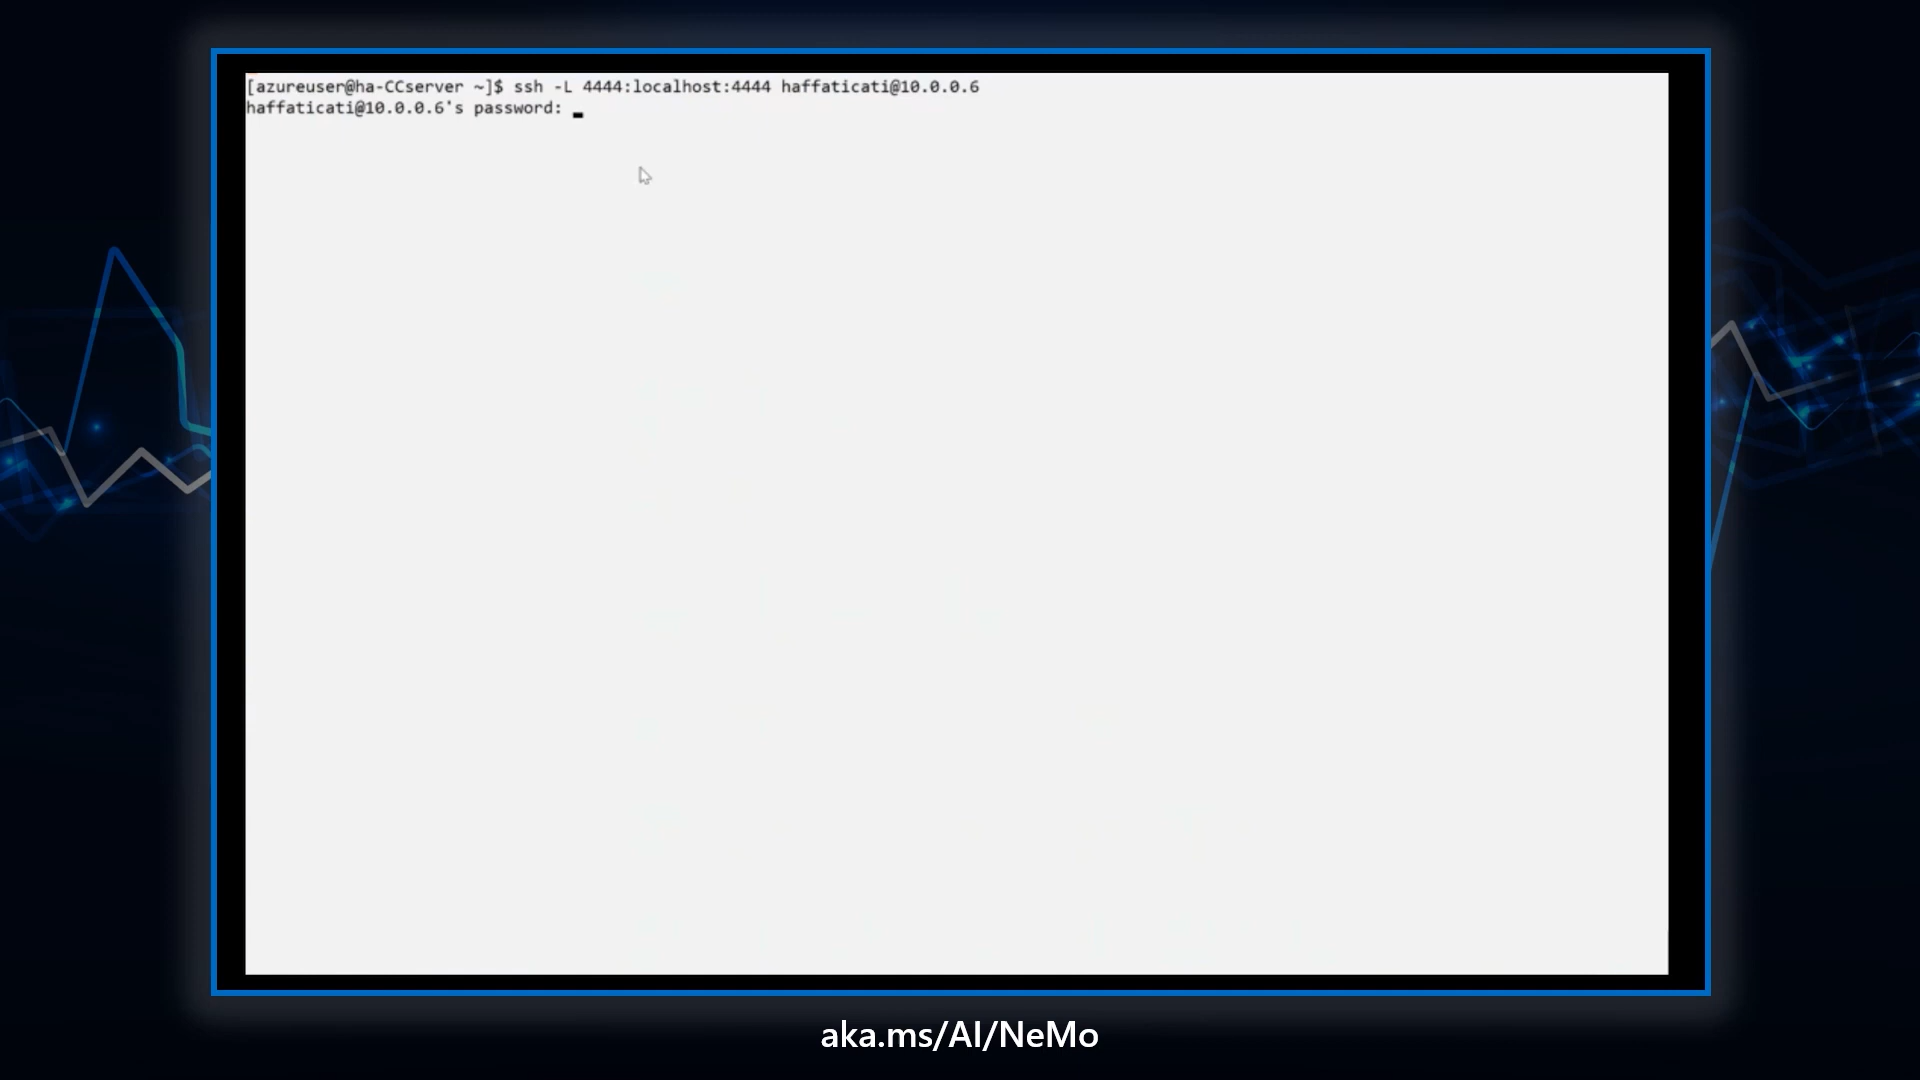 [azureuser@ha-CCserver ~]$ ssh -L 4444:localhost:4444 haffaticati@10.0.0.6
haffaticati@10.0.0.6's password:
aka.ms/AI/NeMo